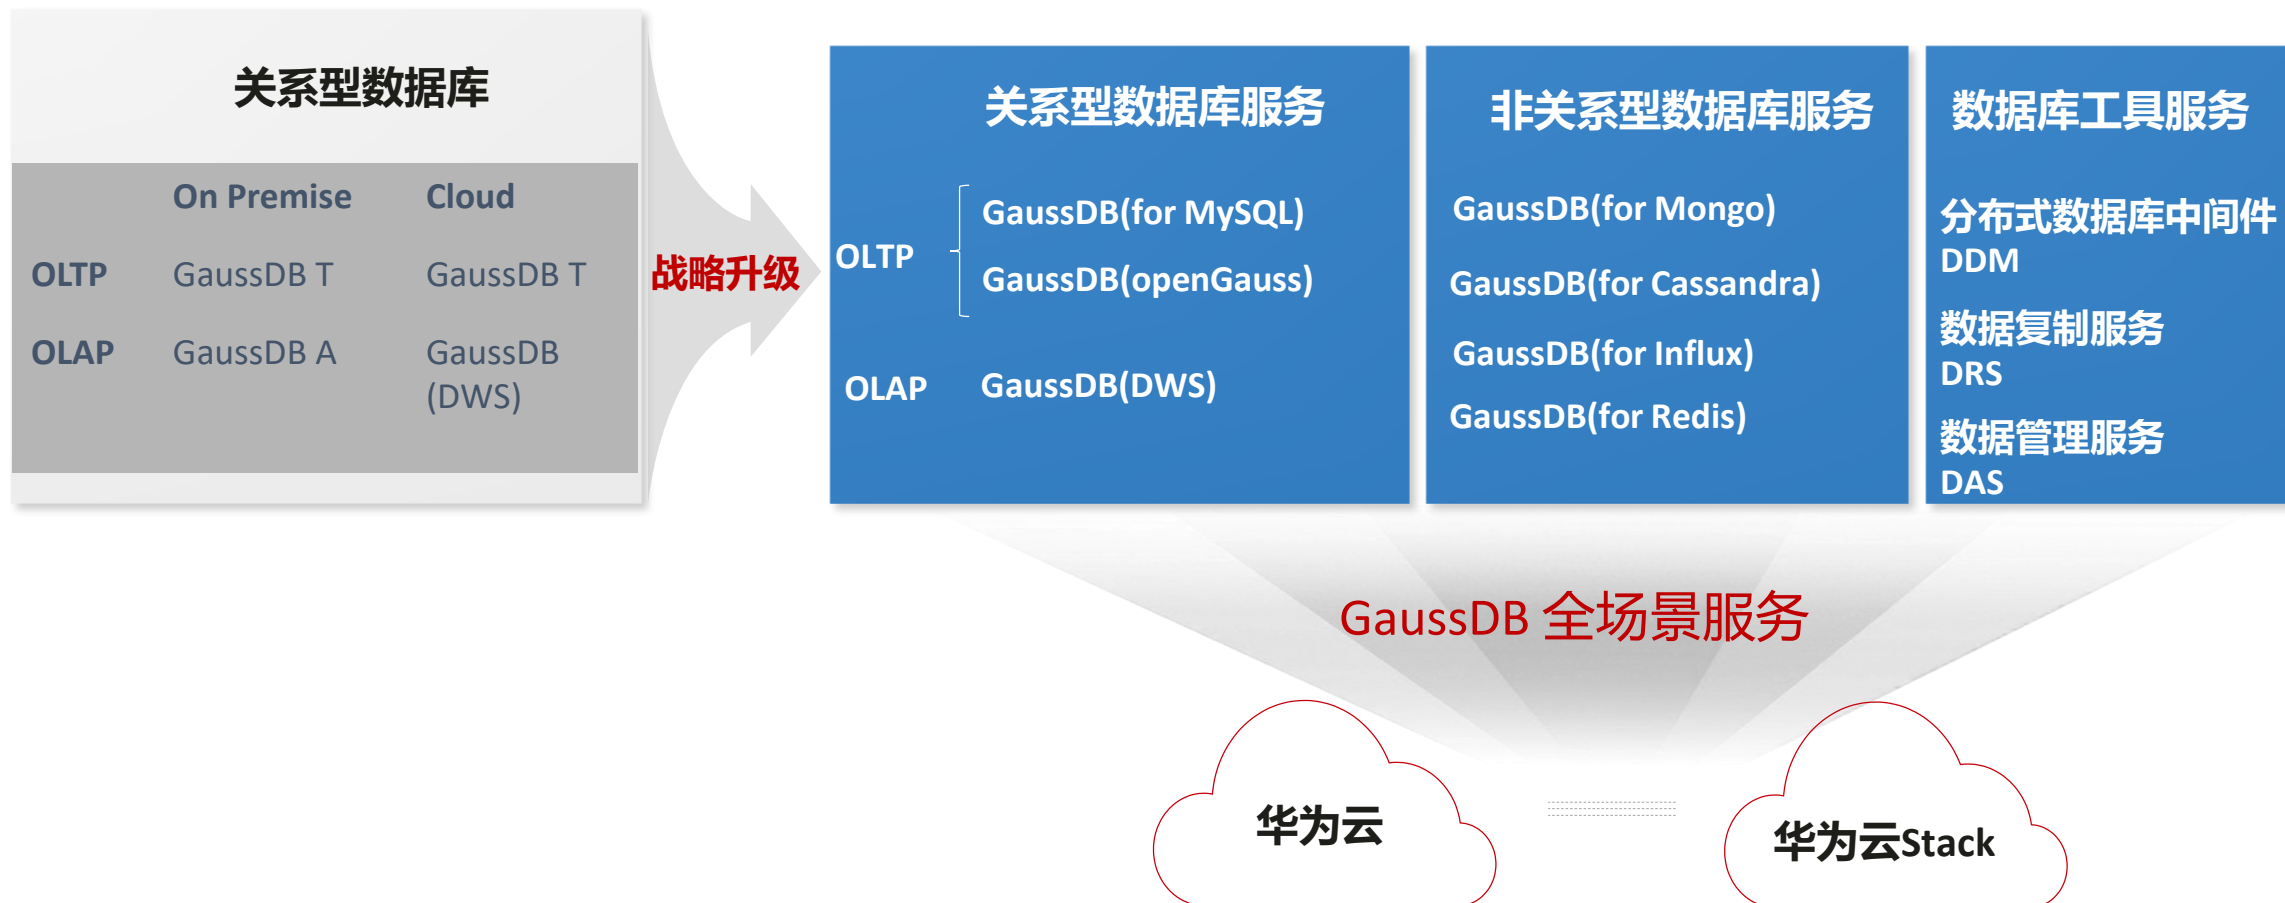 关系型数据库
On Premise Cloud
OLTP GaussDB T GaussDB T
OLAP GaussDB A GaussDB
(DWS)
战略升级
关系型数据库服务
OLTP
GaussDB(for MySQL)
GaussDB(openGauss)
OLAP GaussDB(DWS)
非关系型数据库服务
GaussDB(for Mongo)
GaussDB(for Cassandra)
GaussDB(for Influx)
GaussDB(for Redis)
数据库工具服务
分布式数据库中间件
DDM
数据复制服务
DRS
数据管理服务
DAS
GaussDB 全场景服务
华为云
华为云Stack